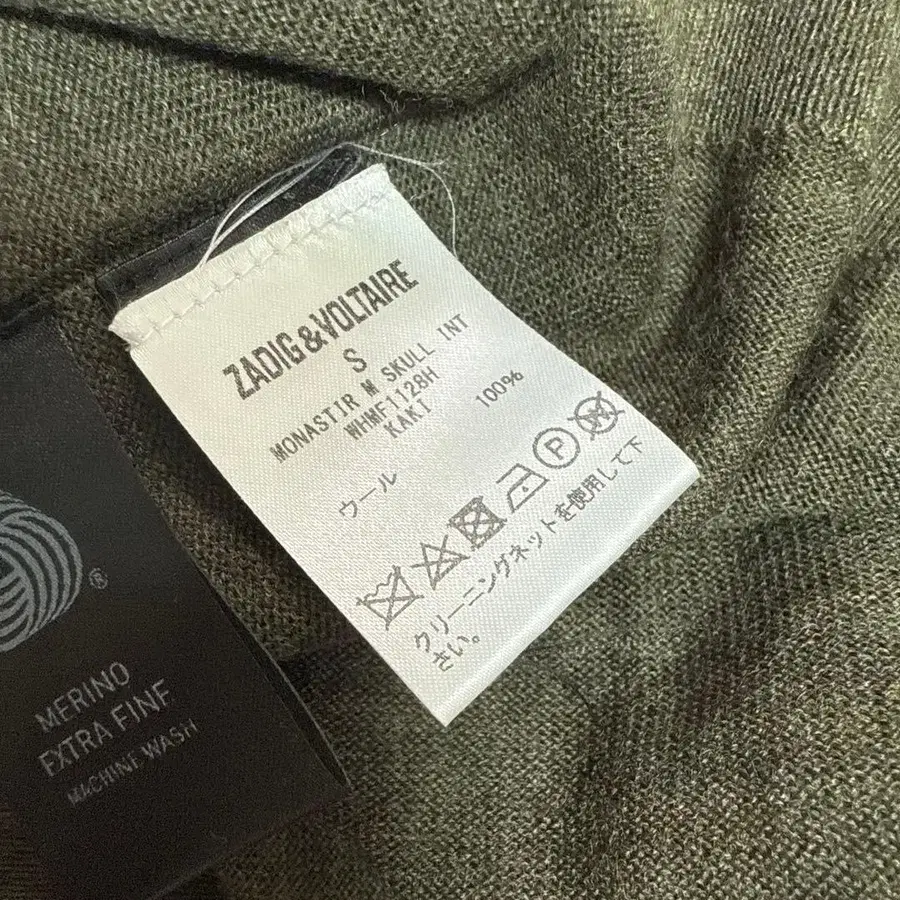 ZADIG&VOLTAIRE
S
MONASTIR M SKULL INT
WHMF1128H
KAKI
ウール 100%
P
W
クリーニングネットを使用して下
さい。
®
MERINO
EXTRA FINE
MACHINE WASH